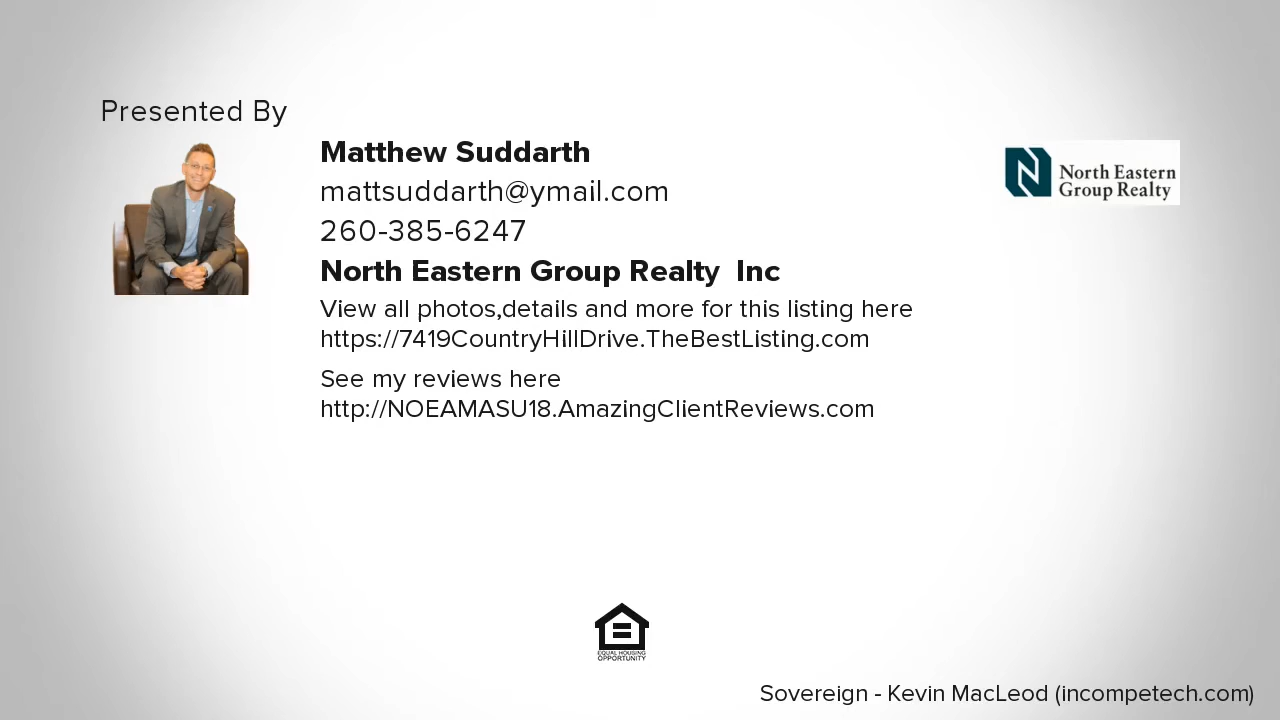 Presented By
Matthew Suddarth
mattsuddarth@ymail.com
260-385-6247
North Eastern Group Realty  Inc
View all photos,details and more for this listing here
https://7419CountryHillDrive.TheBestListing.com
See my reviews here
http://NOEAMASU18.AmazingClientReviews.com
North Eastern
Group Realty
EQUAL HOUSING
OPPORTUNITY
Sovereign - Kevin MacLeod (incompetech.com)